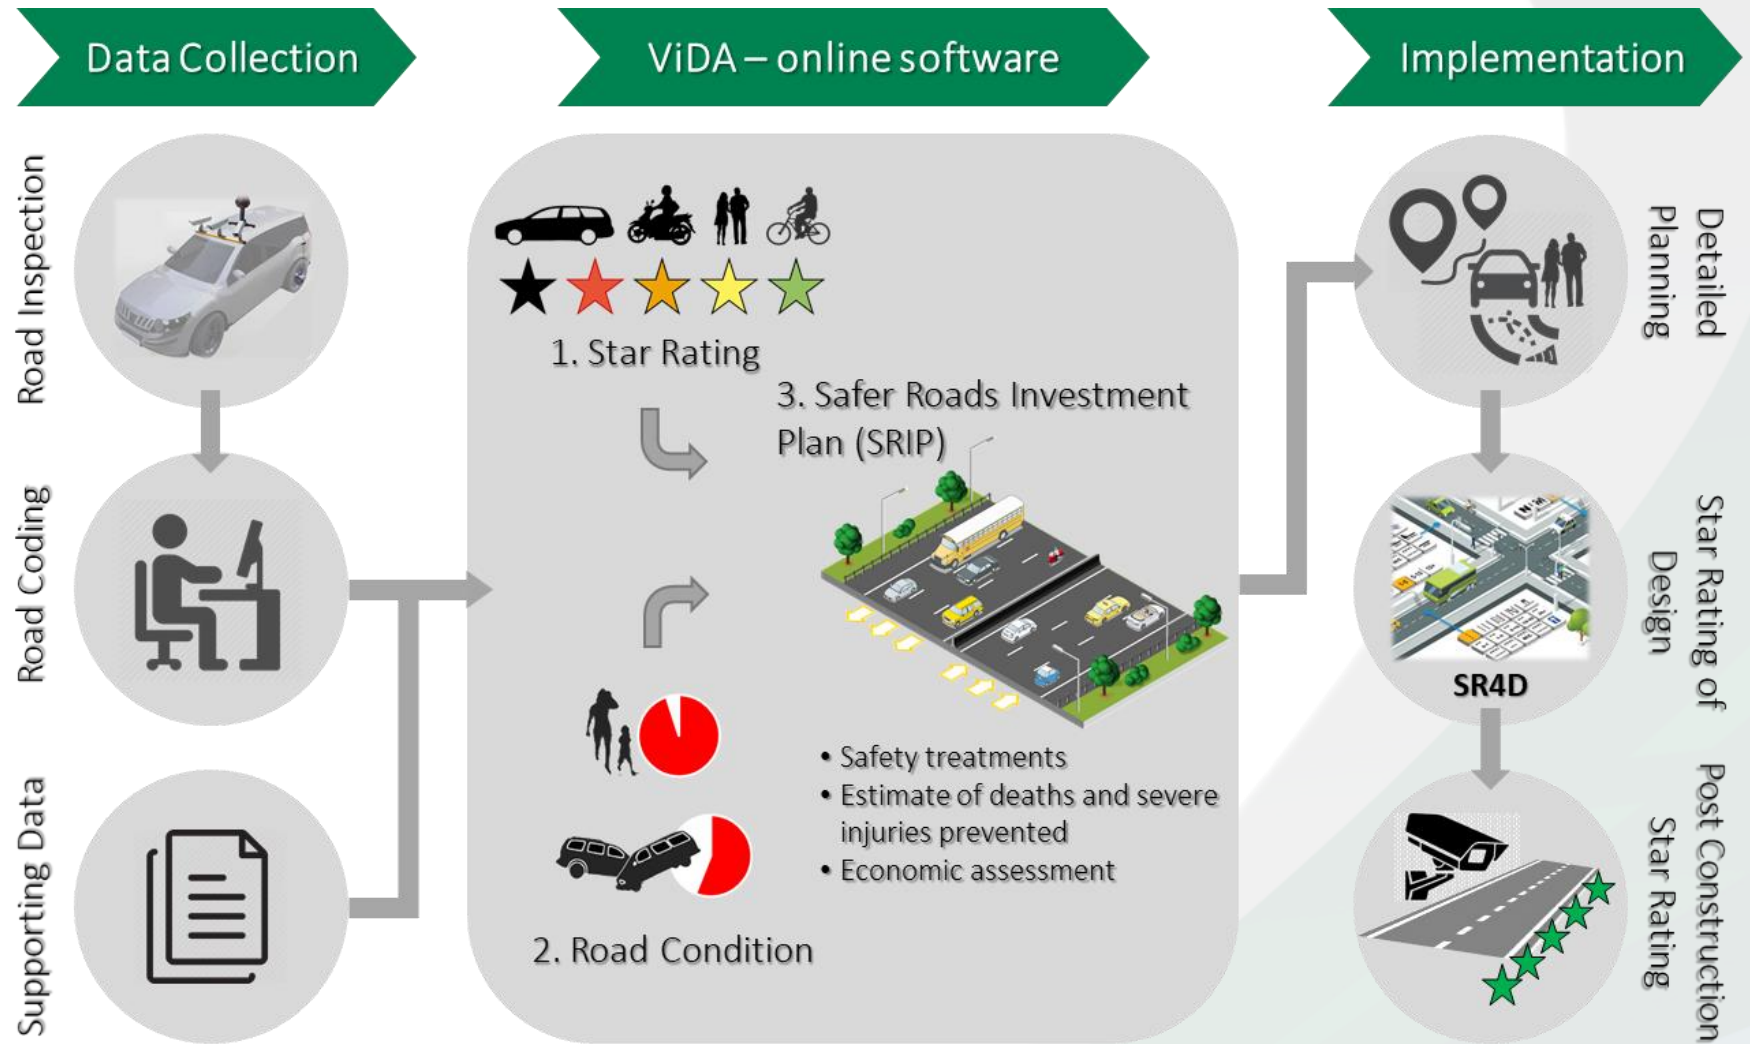 Data Collection
ViDA – online software
Implementation
Road Inspection
Road Coding
Supporting Data
1. Star Rating
3. Safer Roads Investment
Plan (SRIP)
• Safety treatments
• Estimate of deaths and severe
injuries prevented
• Economic assessment
2. Road Condition
Detailed
Planning
Star Rating of
Design
SR4D
Post Construction
Star Rating